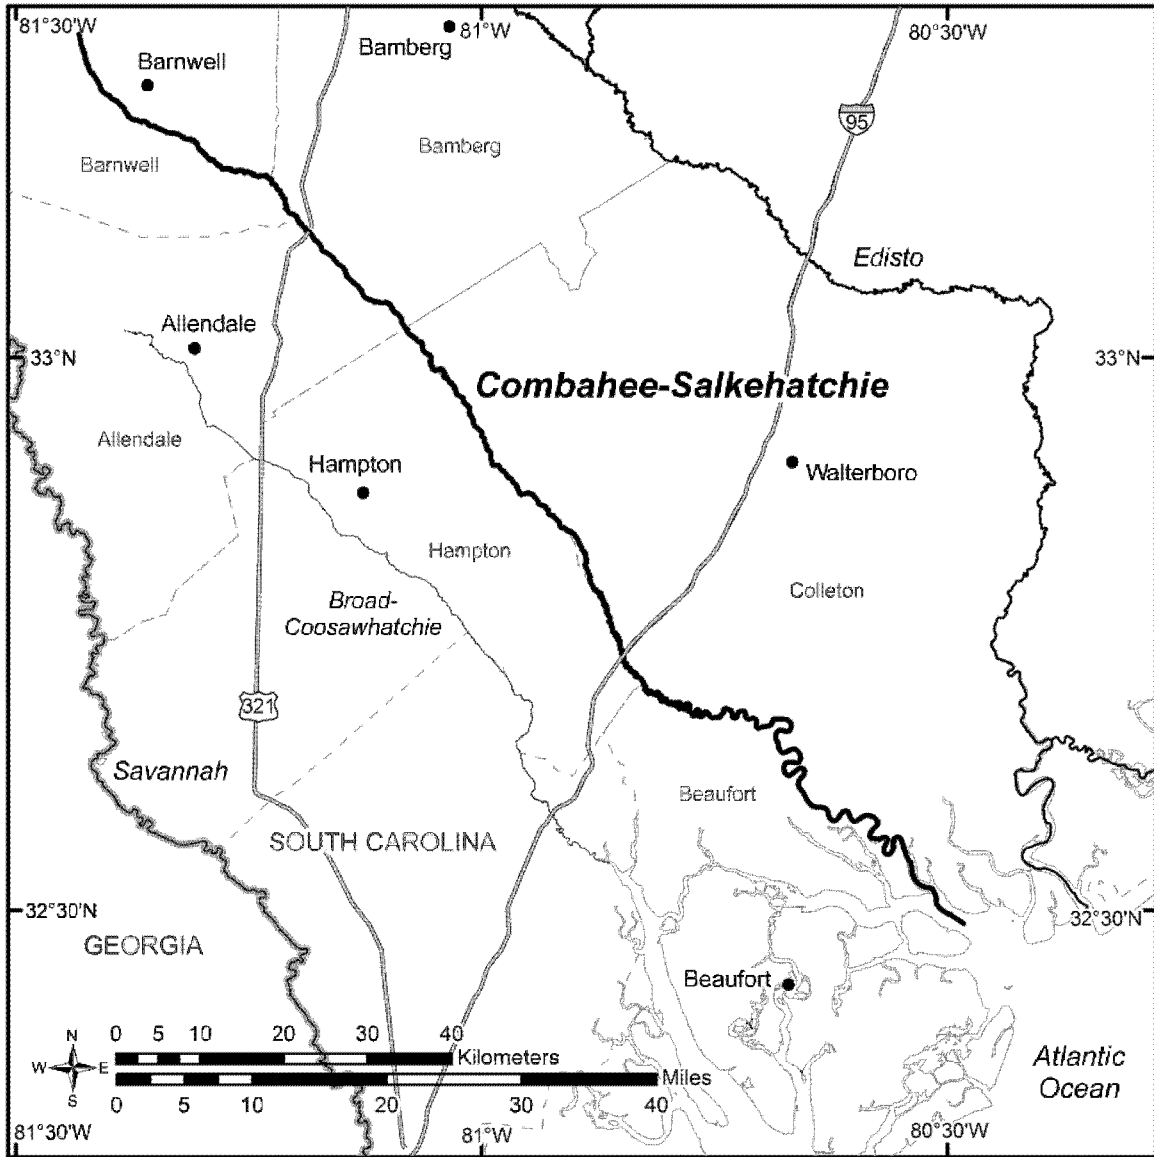 81°30'W
81°W
80°30'W
Bamberg
Barnwell
95
Bamberg
Barnwell
Edisto
Allendale
33°N
33°N
Combahee-Salkehatchie
Allendale
Hampton
Walterboro
Hampton
Colleton
Broad-
Coosawhatchie
321
Savannah
Beaufort
SOUTH CAROLINA
32°30'N
32°30'N
GEORGIA
Beaufort
N
W E
S
0 5 10 20 30 40
Kilometers
Miles
0 5 10 20 30 40
Atlantic
Ocean
81°30'W
81°W
80°30'W